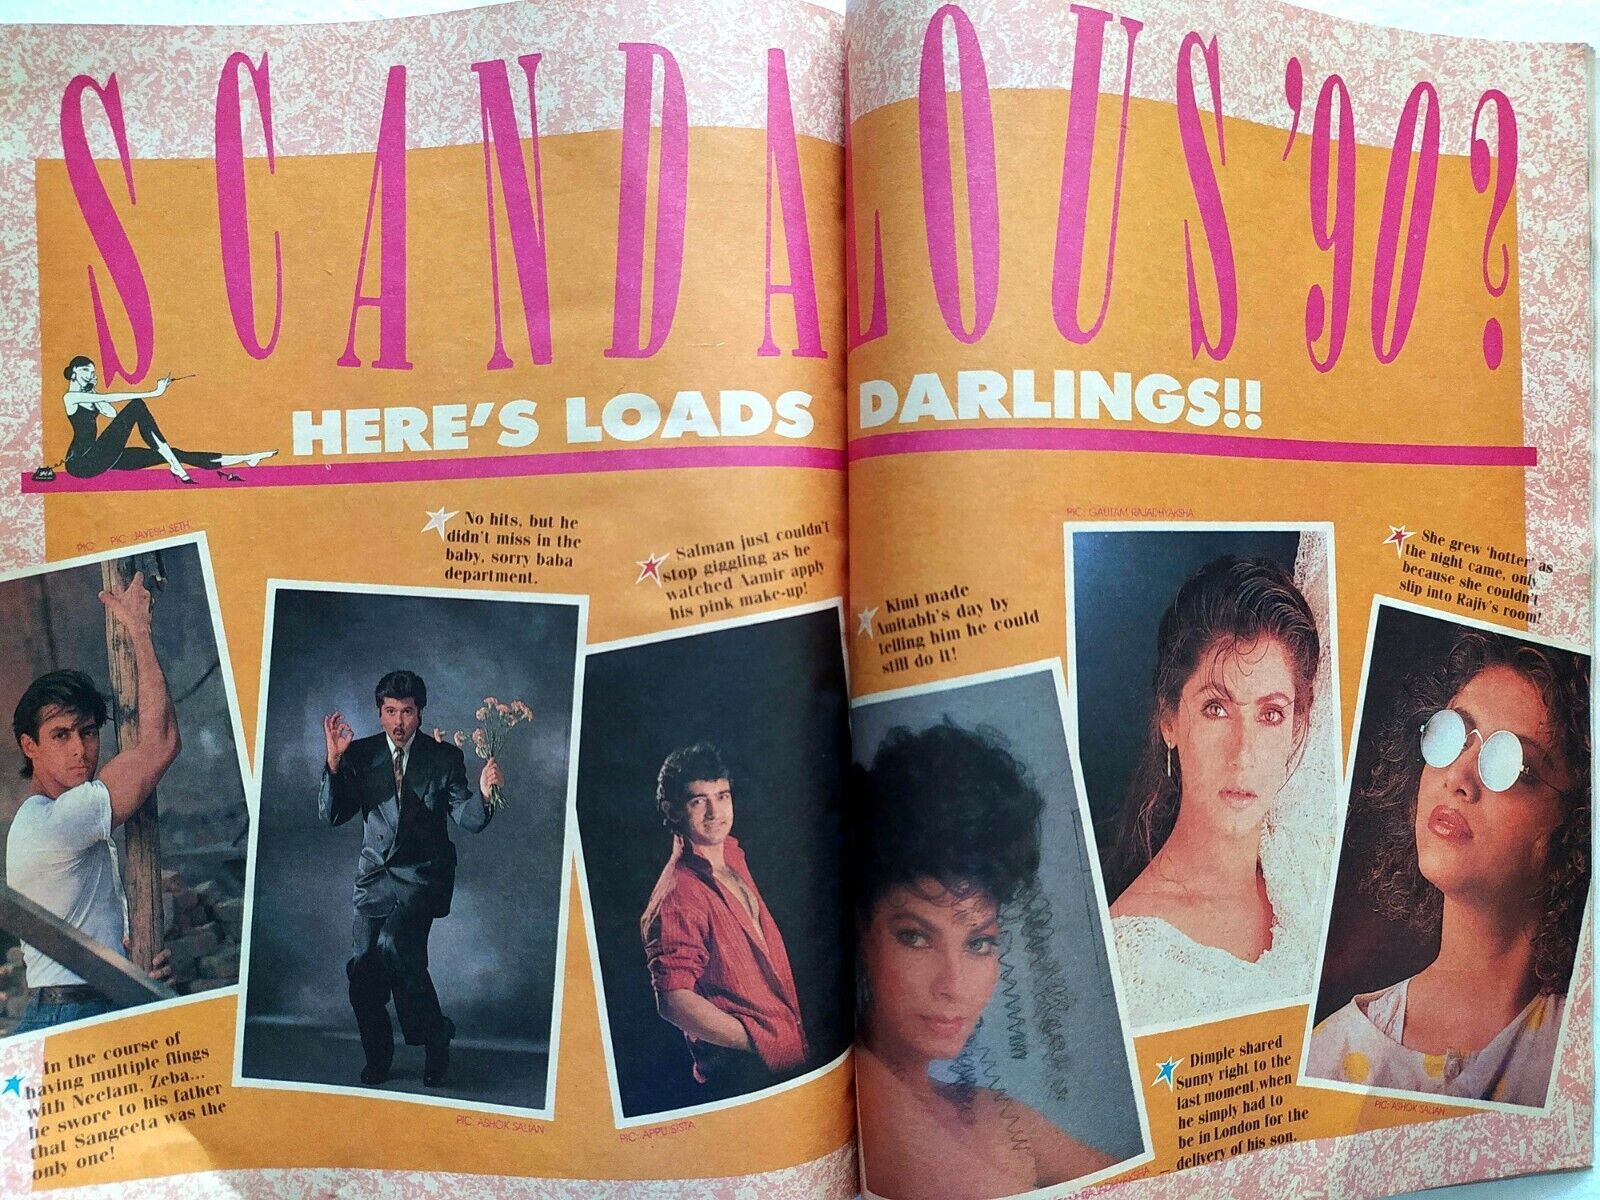 SCANDALOUS '90?
HERE'S LOADS DARLINGS!!
PIC: PIC: JAYESH SETH
No hits, but he
didn't miss in the
baby, sorry baba
department.
Salman just couldn't
stop giggling as he
watched Aamir apply
his pink make-up!
Kimi made
Amitabh's day by
telling him he could
still do it!
PIC: GAUTAM RAJADHYAKSHA
She grew 'hotter' as
the night came, only
because she couldn't
slip into Rajiv's room!
In the course of
having multiple flings
with Neelam, Zeba...
he swore to his father
that Sangeeta was the
only one!
PIC: ASHOK SALIAN
PIC: APPU SISTA
Dimple shared
Sunny right to the
last moment, when
he simply had to
be in London for the
delivery of his son.
PIC: ASHOK SALIAN
RAJADHYAKSHA